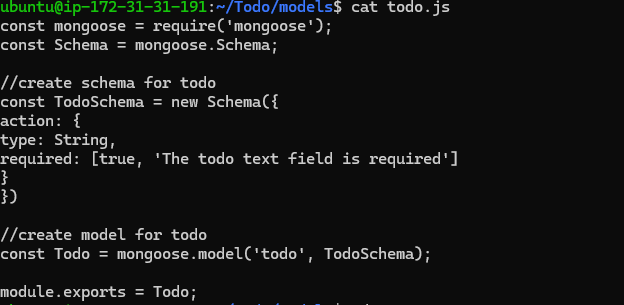 ubuntu@ip-172-31-31-191:~/Todo/models$ cat todo.js
const mongoose = require('mongoose');
const Schema = mongoose.Schema;
//create schema for todo
const TodoSchema = new Schema({
action: {
type: String,
required: [true, 'The todo text field is required']
}
})
//create model for todo
const Todo = mongoose.model('todo', TodoSchema);
module.exports = Todo;